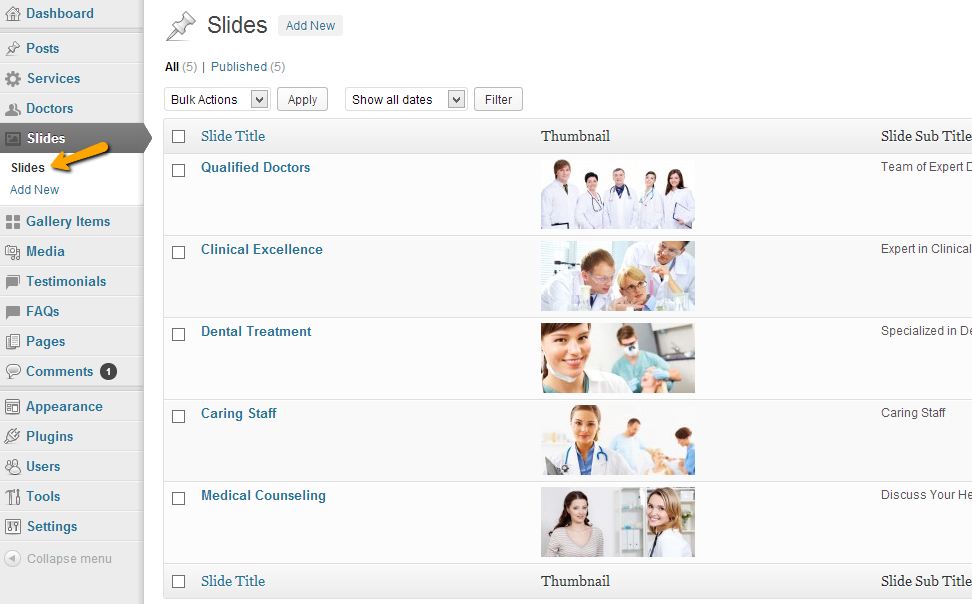 Dashboard
Posts
Services
Doctors
Slides
Slides
Add New
Gallery Items
Media
Testimonials
FAQs
Pages
Comments 1
Appearance
Plugins
Users
Tools
Settings
Collapse menu
Slides Add New
All (5) | Published (5)
Bulk Actions Apply Show all dates Filter
Slide Title Thumbnail Slide Sub Title
Qualified Doctors Team of Expert D
Clinical Excellence Expert in Clinical
Dental Treatment Specialized in De
Caring Staff Caring Staff
Medical Counseling Discuss Your He
Slide Title Thumbnail Slide Sub Title